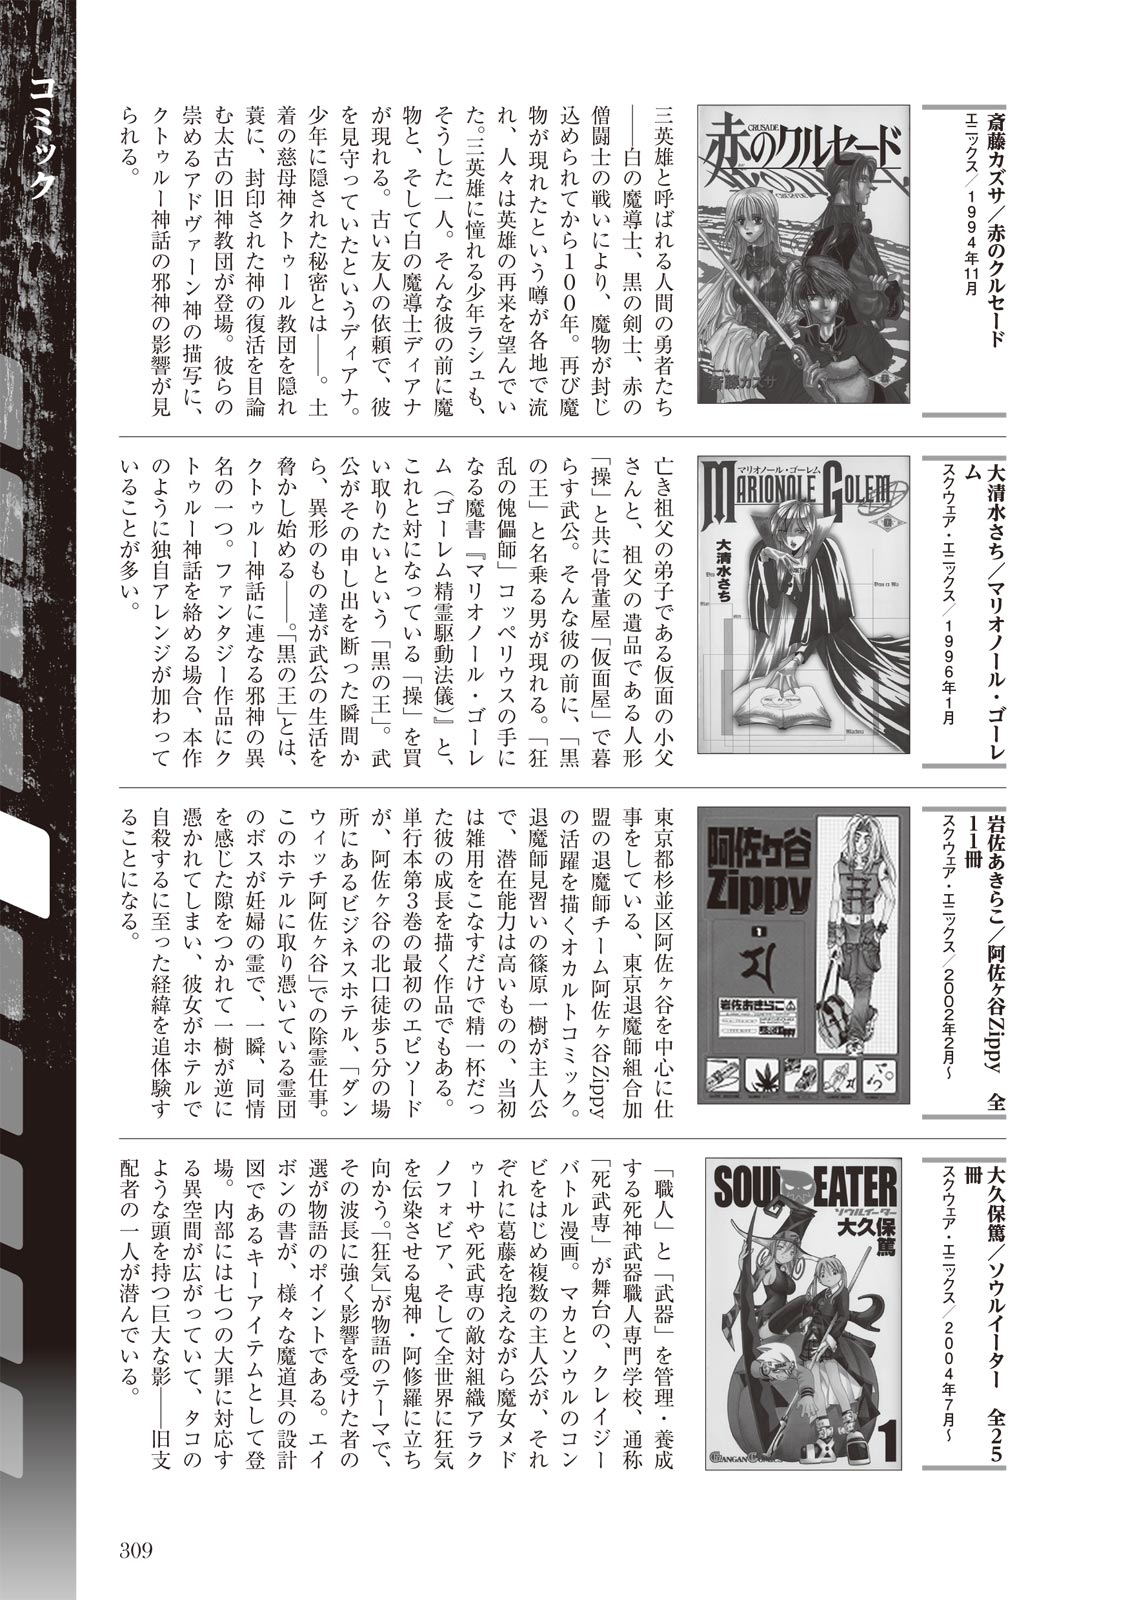 コミック
斎藤カズサ／赤のクルセード
エニックス／１９９４年11月
赤のクルセード
CRUSADE
斎藤カズサ
三英雄と呼ばれる人間の勇者たち
――白の魔導士、黒の剣士、赤の
僧闘士の戦いにより、魔物が封じ
込められてから１００年。再び魔
物が現れたという噂が各地で流
れ、人々は英雄の再来を望んでい
た。三英雄に憧れる少年ラシュも、
そうした一人。そんな彼の前に魔
物と、そして白の魔導士ディアナ
が現れる。古い友人の依頼で、彼
を見守っていたというディアナ。
少年に隠された秘密とは――。土
着の慈母神クトゥール教団を隠れ
蓑に、封印された神の復活を目論
む太古の旧神教団が登場。彼らの
崇めるアドヴァーン神の描写に、
クトゥルー神話の邪神の影響が見
られる。
大清水さち／マリオノール・ゴーレ
ム
スクウェア・エニックス／１９９６年１月
マリオノール・ゴーレム
MARIONOLE GOLEM
大清水さち
亡き祖父の弟子である仮面の小父
さんと、祖父の遺品である人形
「操」と共に骨董屋「仮面屋」で暮
らす武公。そんな彼の前に、「黒
の王」と名乗る男が現れる。「狂
乱の傀儡師」コッペリウスの手に
なる魔書『マリオノール・ゴーレ
ム（ゴーレム精霊駆動法儀）』と、
これと対になっている「操」を買
い取りたいという「黒の王」。武
公がその申し出を断った瞬間か
ら、異形のもの達が武公の生活を
脅かし始める――。「黒の王」とは、
クトゥルー神話に連なる邪神の異
名の一つ。ファンタジー作品にク
トゥルー神話を絡める場合、本作
のように独自アレンジが加わって
いることが多い。
岩佐あきらこ／阿佐ヶ谷Zippy　全
１１冊
スクウェア・エニックス／２００２年２月～
阿佐ヶ谷
Zippy
1
岩佐あきらこ
東京都杉並区阿佐ヶ谷を中心に仕
事をしている、東京退魔師組合加
盟の退魔師チーム阿佐ヶ谷Zippy
の活躍を描くオカルトコミック。
退魔師見習いの篠原一樹が主人公
で、潜在能力は高いものの、当初
は雑用をこなすだけで精一杯だっ
た彼の成長を描く作品でもある。
単行本第３巻の最初のエピソード
が、阿佐ヶ谷の北口徒歩５分の場
所にあるビジネスホテル、「ダン
ウィッチ阿佐ヶ谷」での除霊仕事。
このホテルに取り憑いている霊団
のボスが妊婦の霊で、一瞬、同情
を感じた隙をつかれて一樹が逆に
憑かれてしまい、彼女がホテルで
自殺するに至った経緯を追体験す
ることになる。
大久保篤／ソウルイーター　全２５
冊
スクウェア・エニックス／２００４年７月～
SOUL EATER
ソウルイーター
大久保篤
1
GANGAN COMICS
「職人」と「武器」を管理・養成
する死神武器職人専門学校、通称
「死武専」が舞台の、クレイジー
バトル漫画。マカとソウルのコン
ビをはじめ複数の主人公が、それ
ぞれに葛藤を抱えながら魔女メド
ゥーサや死武専の敵対組織アラク
ノフォビア、そして全世界に狂気
を伝染させる鬼神・阿修羅に立ち
向かう。「狂気」が物語のテーマで、
その波長に強く影響を受けた者の
選が物語のポイントである。エイ
ボンの書が、様々な魔道具の設計
図であるキーアイテムとして登
場。内部には七つの大罪に対応す
る異空間が広がっていて、タコの
ような頭を持つ巨大な影――旧支
配者の一人が潜んでいる。
309